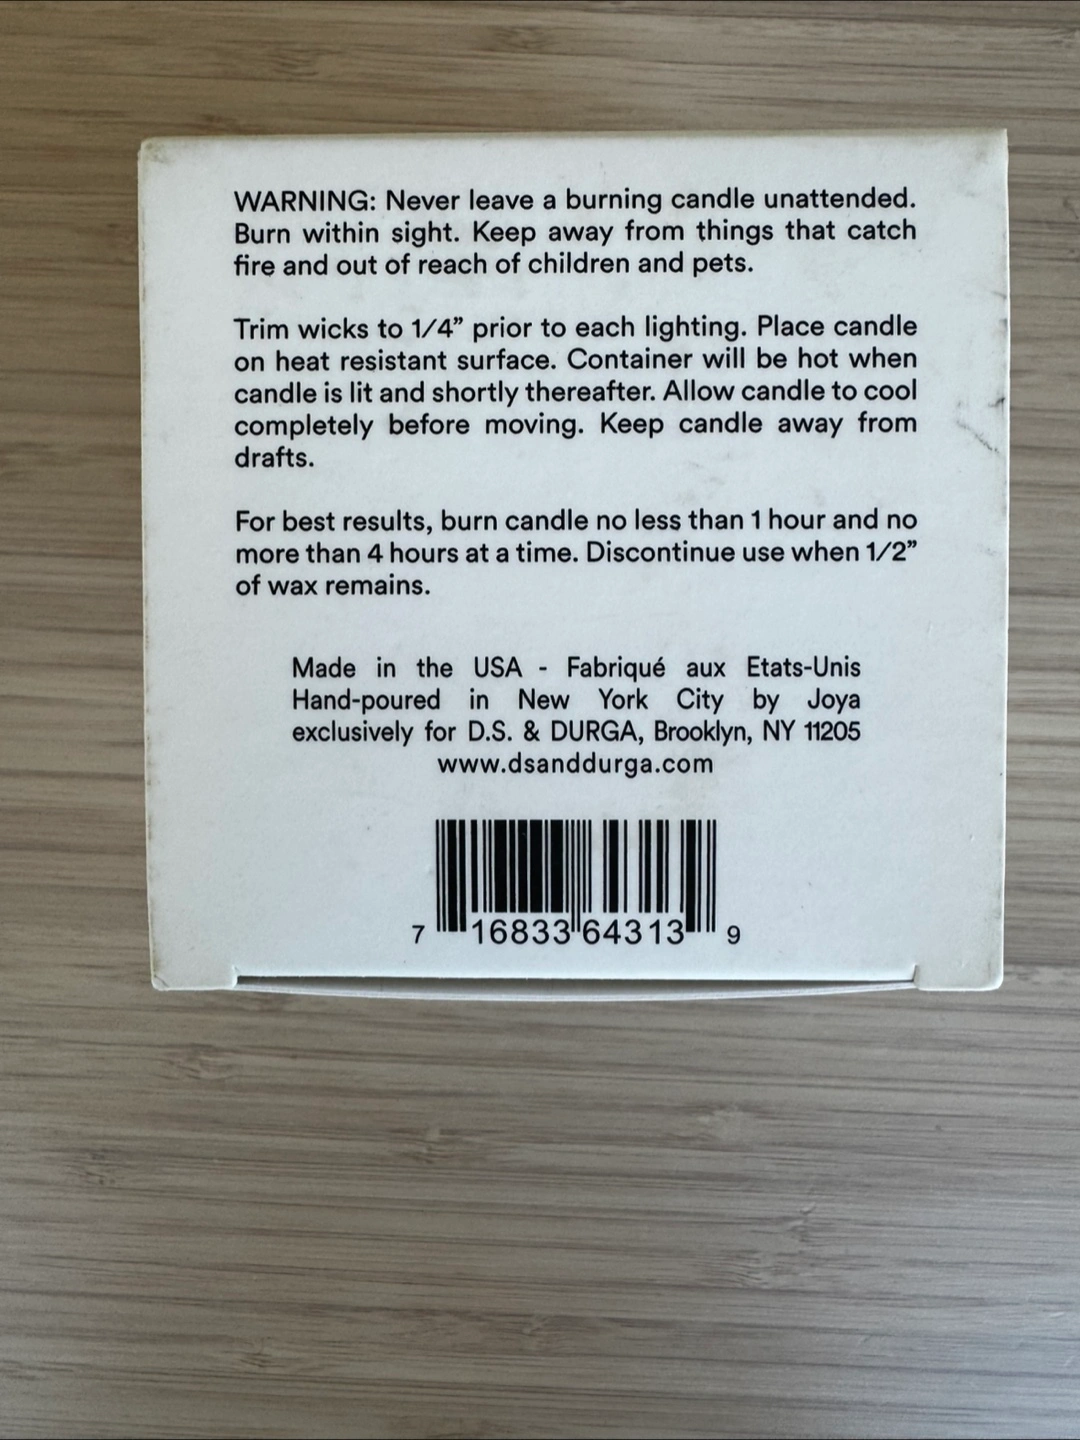 WARNING: Never leave a burning candle unattended.
Burn within sight. Keep away from things that catch
fire and out of reach of children and pets.
Trim wicks to 1/4” prior to each lighting. Place candle
on heat resistant surface. Container will be hot when
candle is lit and shortly thereafter. Allow candle to cool
completely before moving. Keep candle away from
drafts.
For best results, burn candle no less than 1 hour and no
more than 4 hours at a time. Discontinue use when 1/2”
of wax remains.
Made in the USA - Fabriqué aux Etats-Unis
Hand-poured in New York City by Joya
exclusively for D.S. & DURGA, Brooklyn, NY 11205
www.dsanddurga.com
7 16833 64313 9